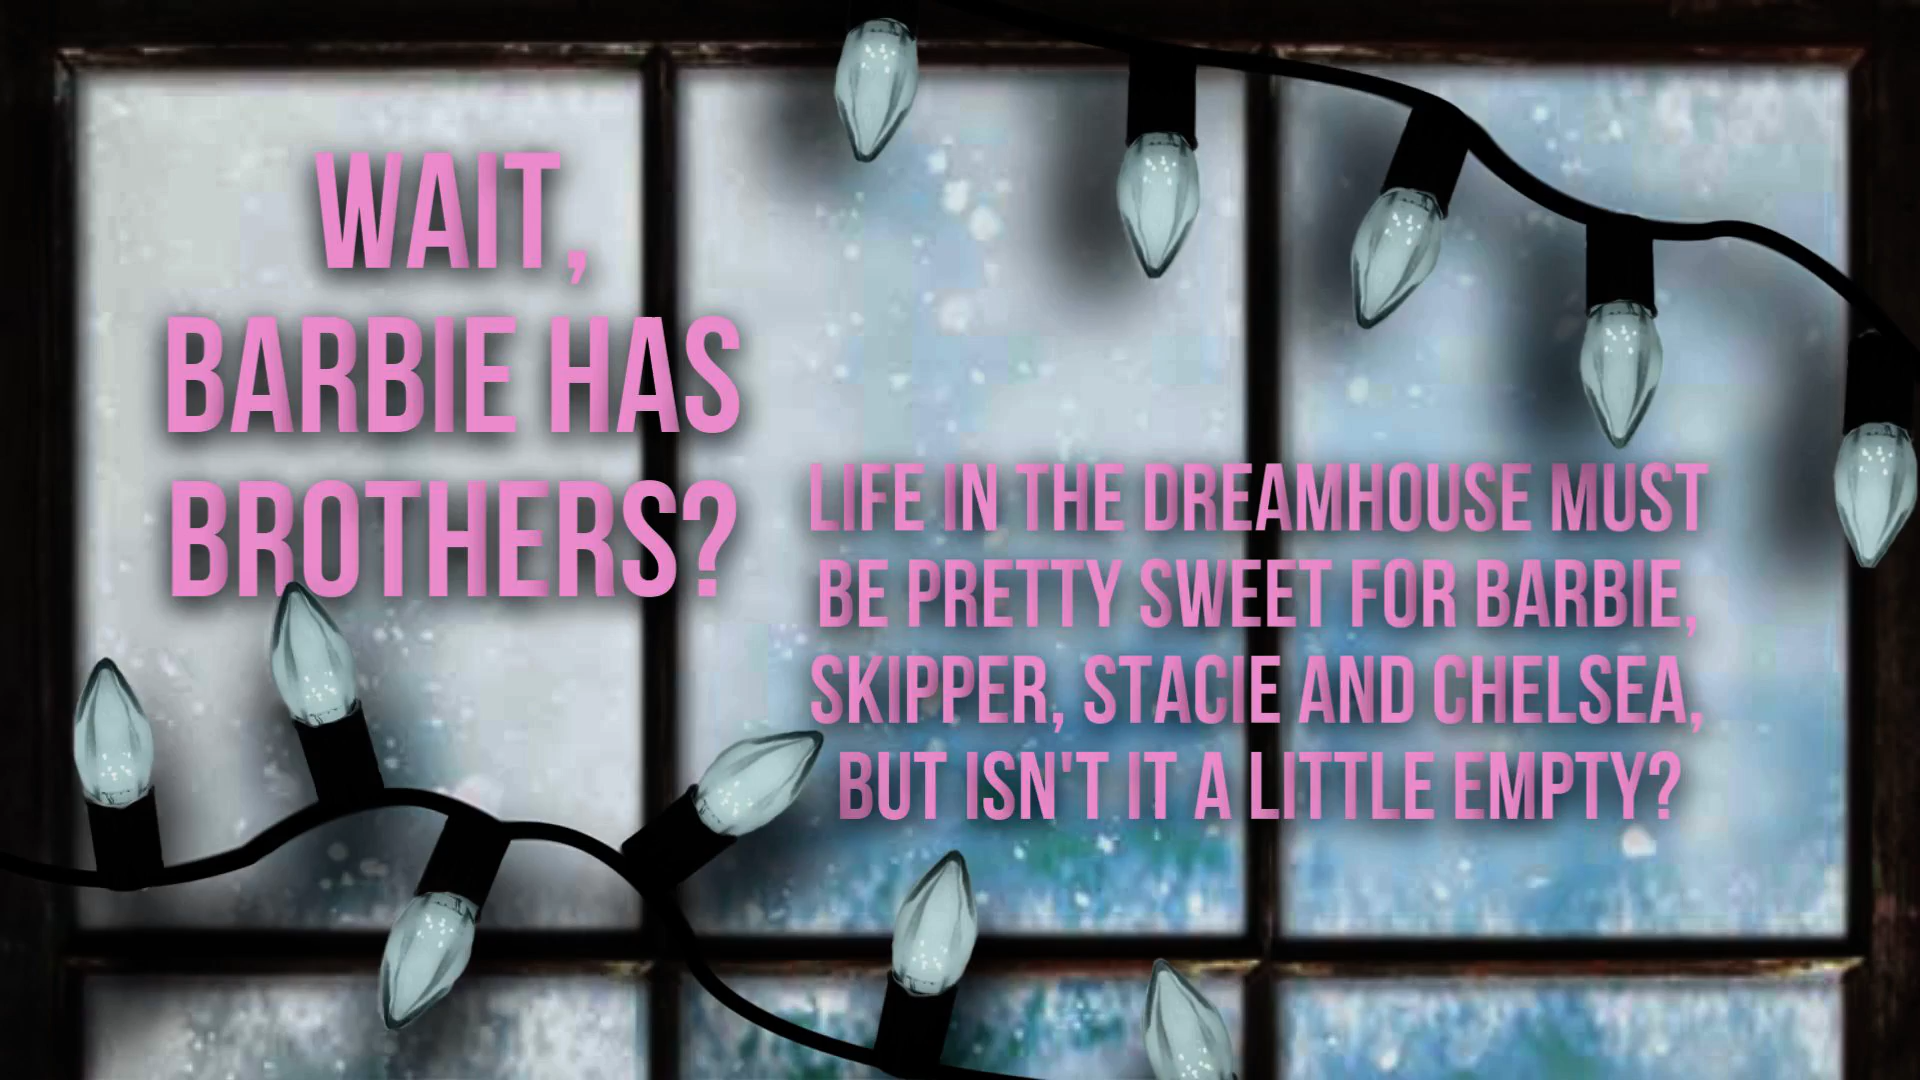 WAIT,
BARBIE HAS
BROTHERS?
LIFE IN THE DREAMHOUSE MUST
BE PRETTY SWEET FOR BARBIE,
SKIPPER, STACIE AND CHELSEA,
BUT ISN'T IT A LITTLE EMPTY?